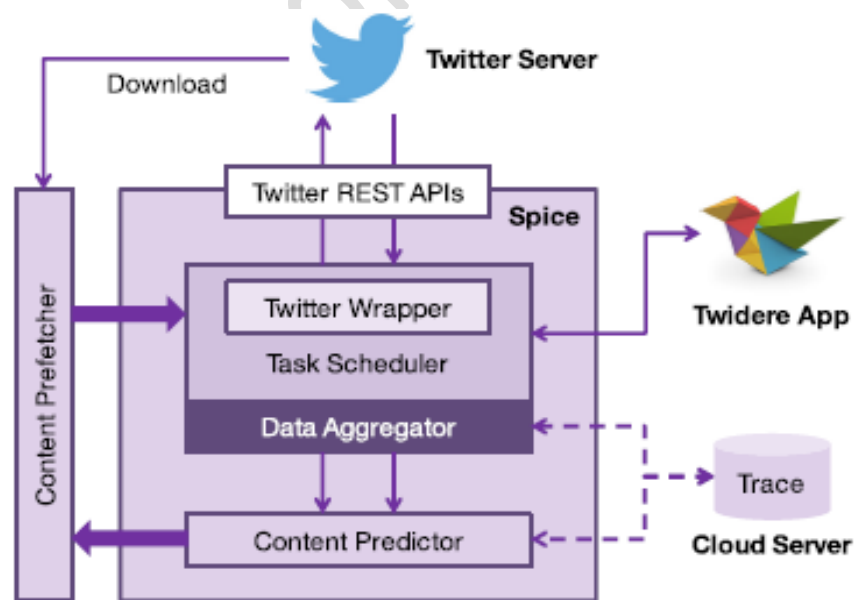 Twitter Server
Download
Twitter REST APIs
Spice
Twitter Wrapper
Twidere App
Task Scheduler
Content Prefetcher
Data Aggregator
Trace
Content Predictor
Cloud Server